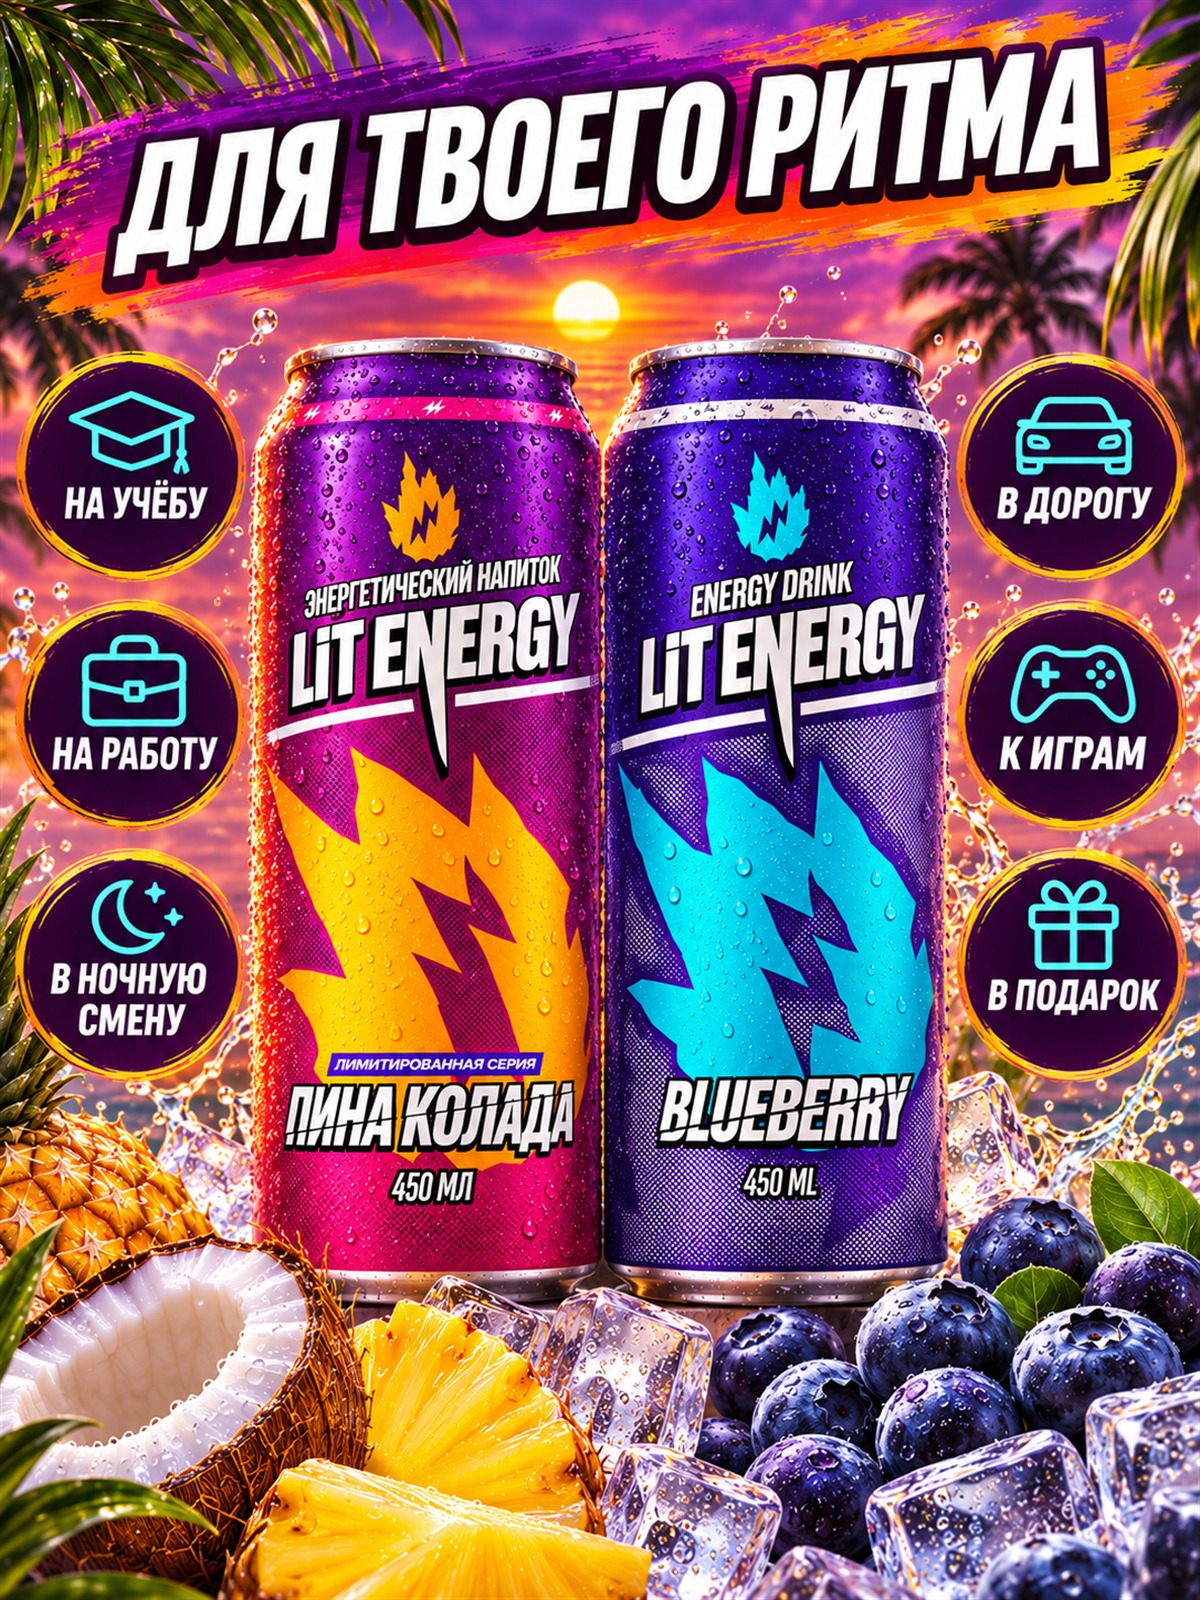 ДЛЯ ТВОЕГО РИТМА
НА УЧЁБУ
НА РАБОТУ
В НОЧНУЮ
СМЕНУ
ЭНЕРГЕТИЧЕСКИЙ НАПИТОК
LIT ENERGY
ЛИМИТИРОВАННАЯ СЕРИЯ
ПИНА КОЛАДА
450 МЛ
ENERGY DRINK
LIT ENERGY
BLUEBERRY
450 ML
В ДОРОГУ
К ИГРАМ
В ПОДАРОК